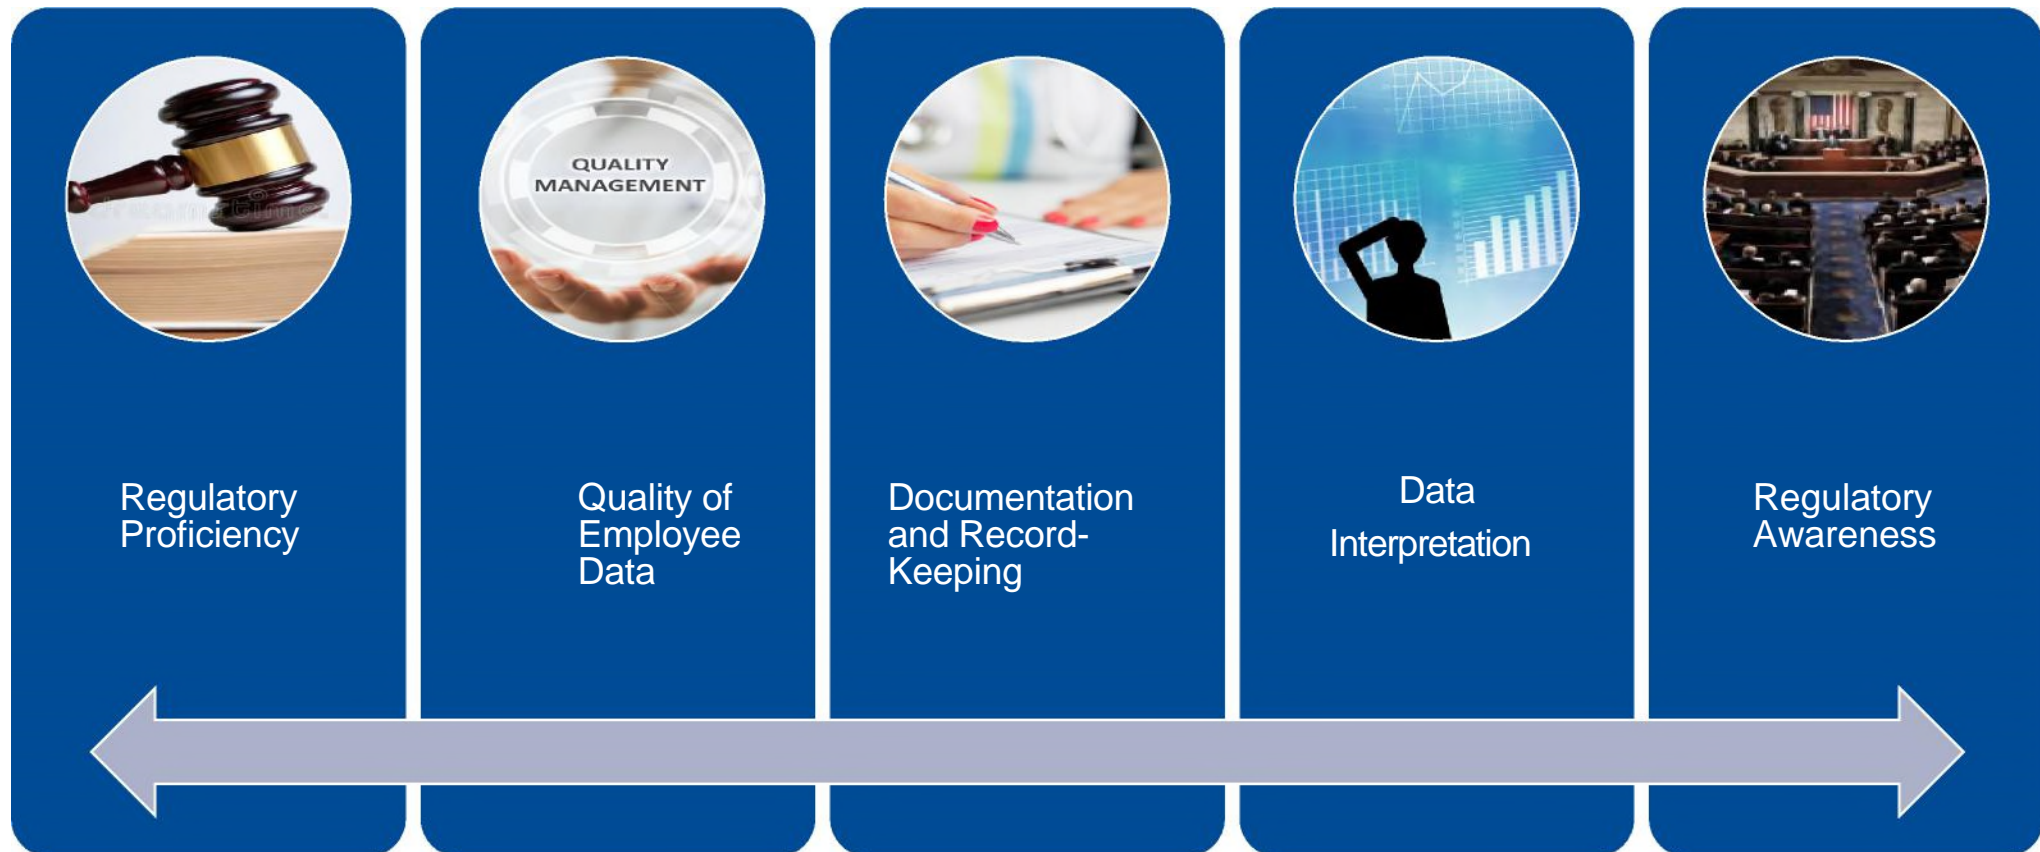 QUALITY
MANAGEMENT
Regulatory
Proficiency
Quality of
Employee
Data
Documentation
and Record-
Keeping
Data
Interpretation
Regulatory
Awareness